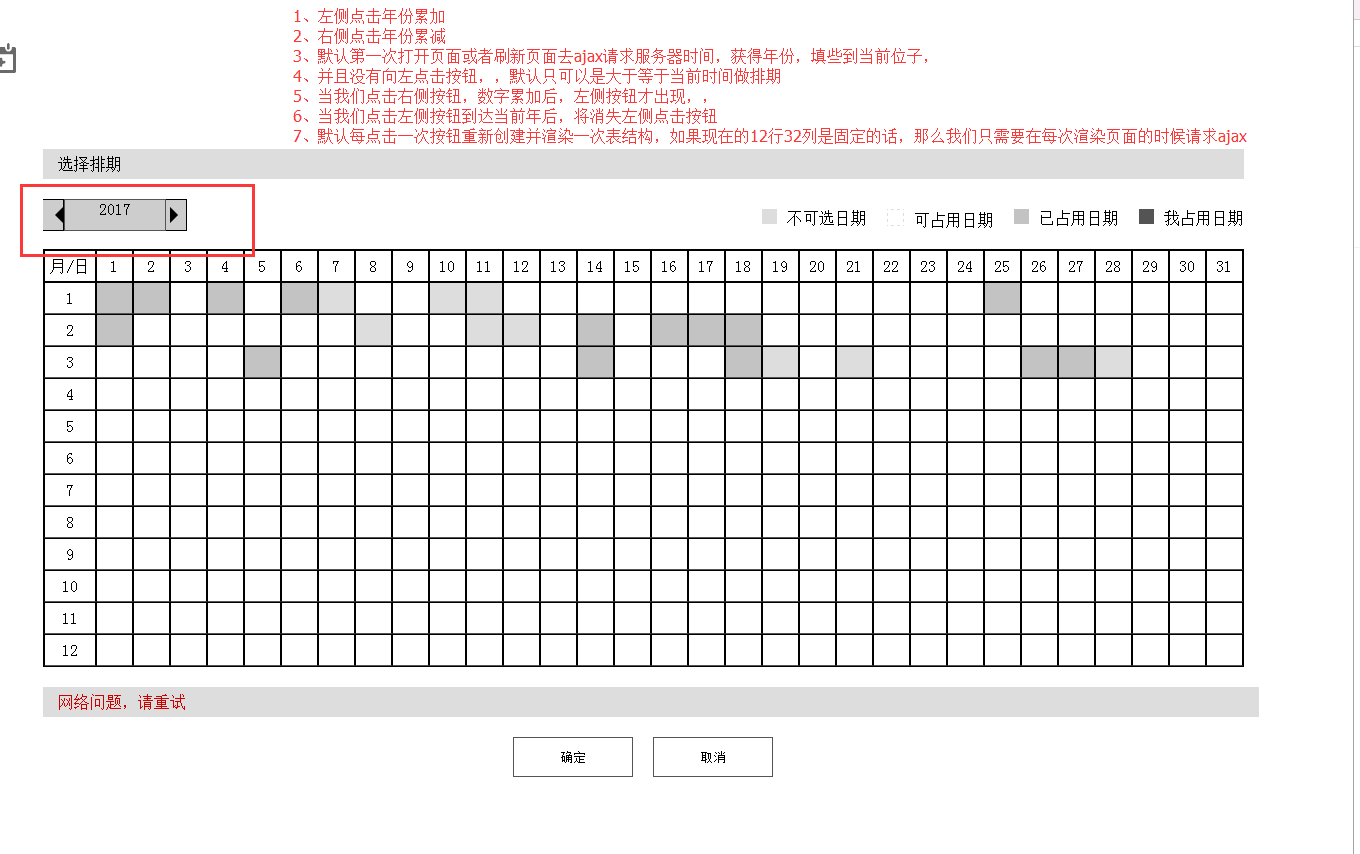 1、左侧点击年份累加
2、右侧点击年份累减
3、默认第一次打开页面或者刷新页面去ajax请求服务器时间，获得年份，填些到当前位子，
4、并且没有向左点击按钮，，默认只可以是大于等于当前时间做排期
5、当我们点击右侧按钮，数字累加后，左侧按钮才出现，，
6、当我们点击左侧按钮到达当前年后，将消失左侧点击按钮
7、默认每点击一次按钮重新创建并渲染一次表结构，如果现在的12行32列是固定的话，那么我们只需要在每次渲染页面的时候请求ajax
选择排期
2017 不可选日期 可占用日期 已占用日期 我占用日期
月/日 1 2 3 4 5 6 7 8 9 10 11 12 13 14 15 16 17 18 19 20 21 22 23 24 25 26 27 28 29 30 31
1
2
3
4
5
6
7
8
9
10
11
12
网络问题，请重试
确定 取消